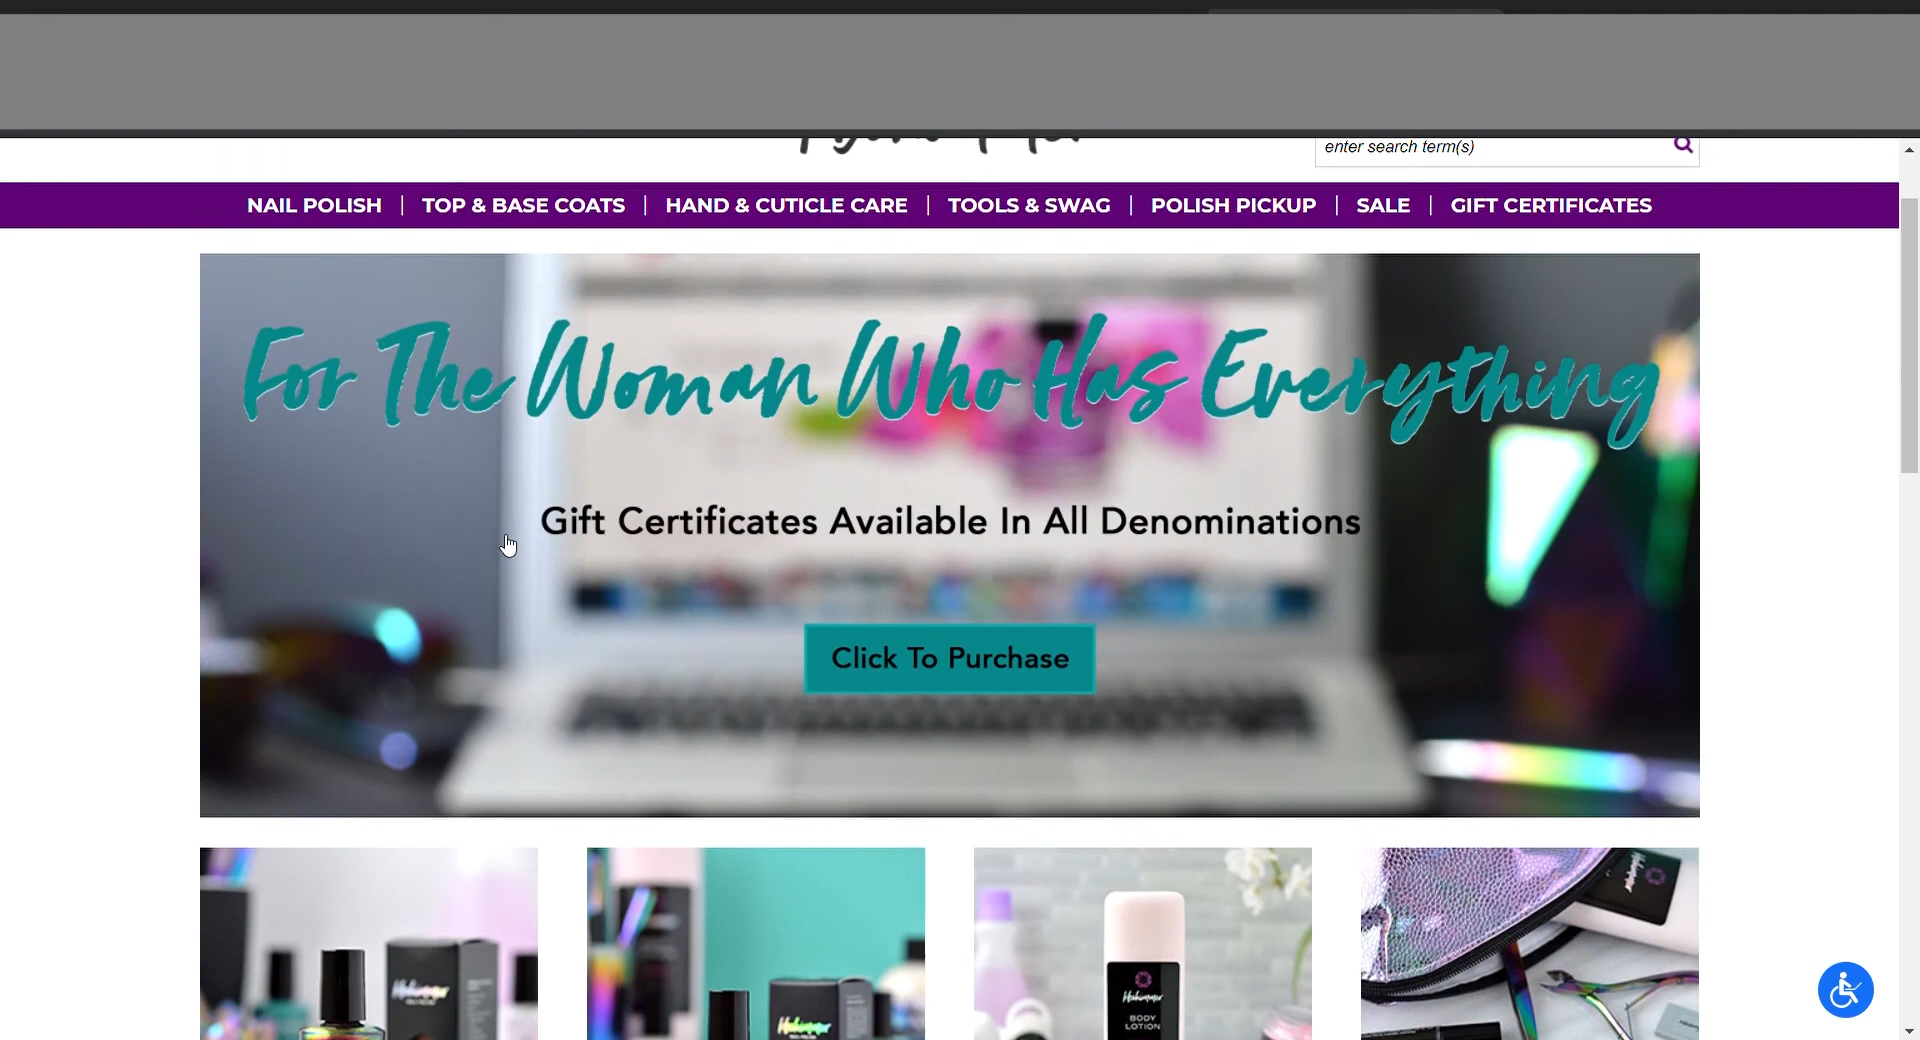 enter search term(s)
NAIL POLISH | TOP & BASE COATS | HAND & CUTICLE CARE | TOOLS & SWAG | POLISH PICKUP | SALE | GIFT CERTIFICATES
For The Woman Who Has Everything
Gift Certificates Available In All Denominations
Click To Purchase
BODY
LOTION